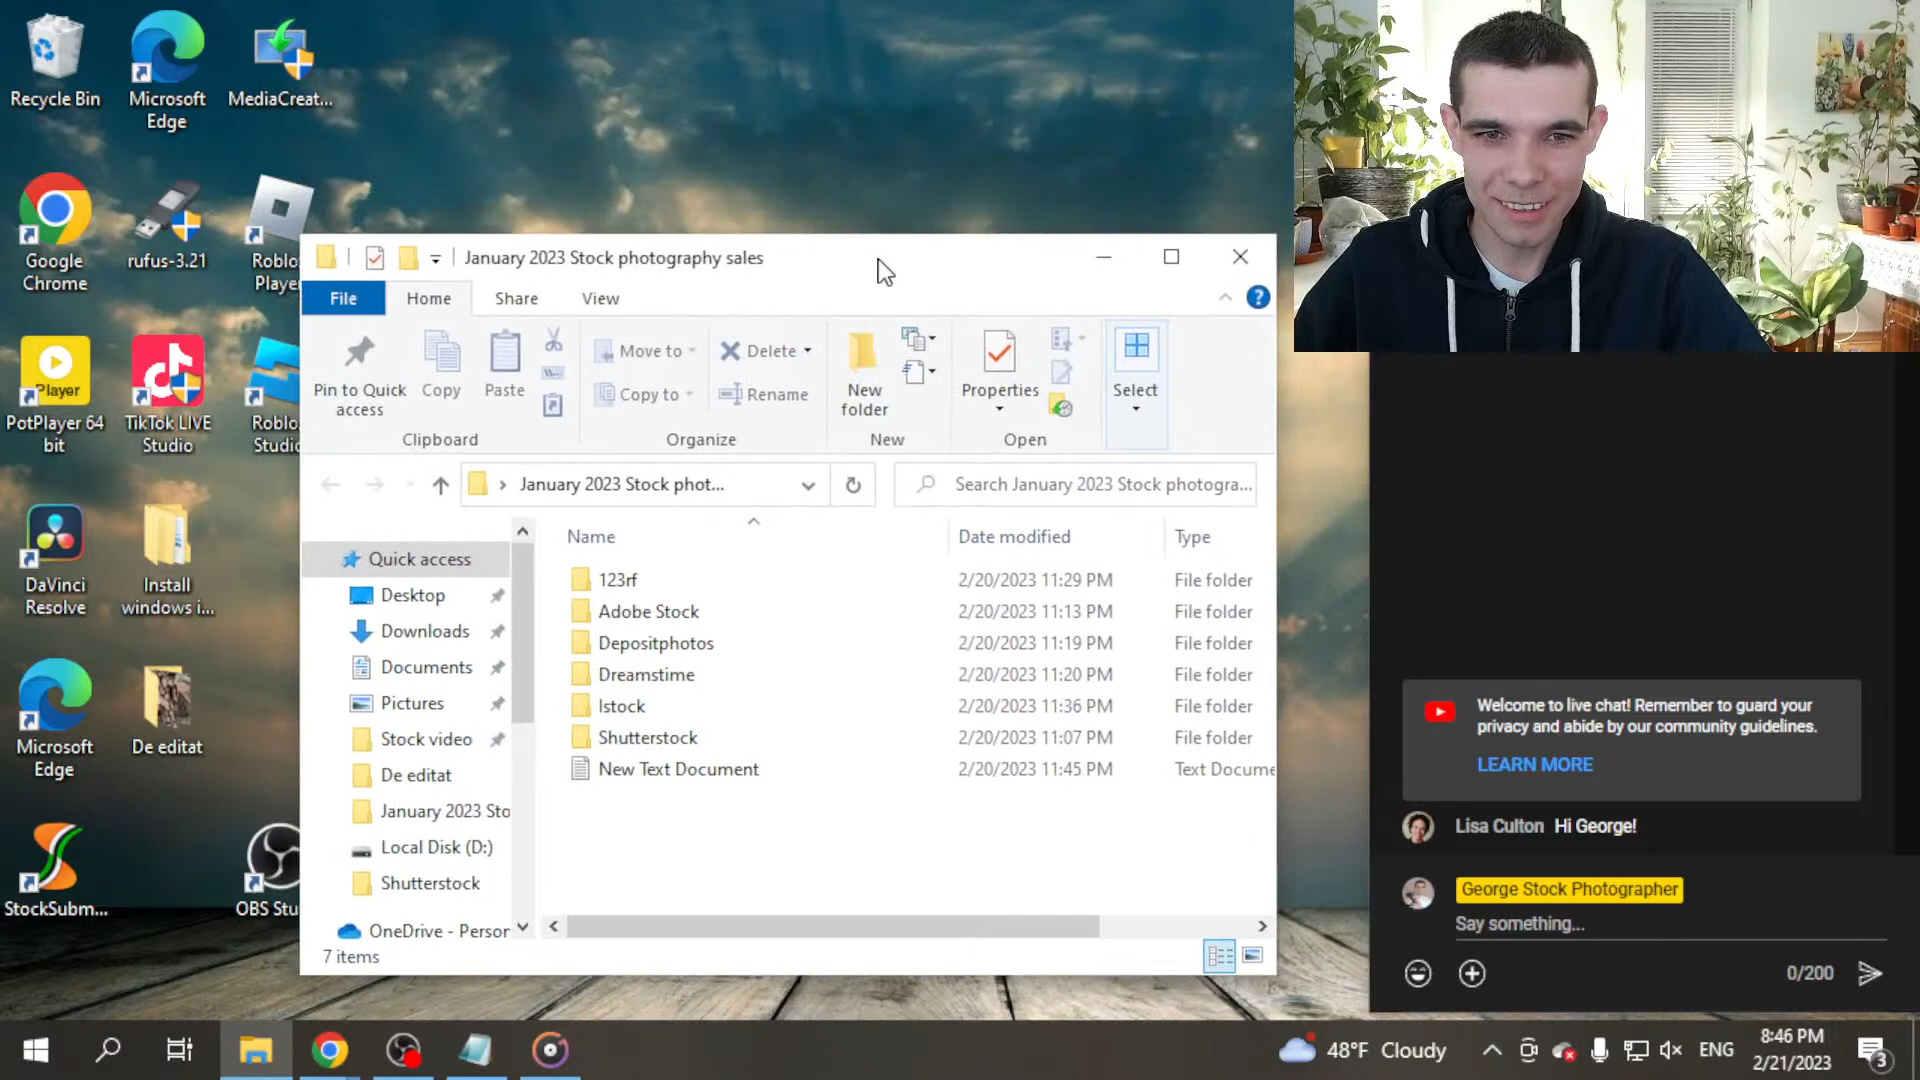 Recycle Bin
Microsoft
Edge
MediaCreat...
Google
Chrome
rufus-3.21
Roblo
Player
Player
PotPlayer 64
bit
TikTok LIVE
Studio
Roblo
Studio
DaVinci
Resolve
Install
windows i...
Microsoft
Edge
De editat
StockSubm...
OBS Stu
January 2023 Stock photography sales
File
Home
Share
View
Pin to Quick
access
Copy
Paste
Move to
Copy to
Delete
Rename
New
folder
Properties
Select
Clipboard
Organize
New
Open
January 2023 Stock phot...
Search January 2023 Stock photogra...
Name
Date modified
Type
Quick access
Desktop
Downloads
Documents
Pictures
Stock video
De editat
January 2023 Sto
Local Disk (D:)
Shutterstock
OneDrive - Person
123rf 2/20/2023 11:29 PM File folder
Adobe Stock 2/20/2023 11:13 PM File folder
Depositphotos 2/20/2023 11:19 PM File folder
Dreamstime 2/20/2023 11:20 PM File folder
Istock 2/20/2023 11:36 PM File folder
Shutterstock 2/20/2023 11:07 PM File folder
New Text Document 2/20/2023 11:45 PM Text Docume
7 items
Welcome to live chat! Remember to guard your
privacy and abide by our community guidelines.
LEARN MORE
Lisa Culton Hi George!
George Stock Photographer
Say something...
0/200
48°F Cloudy
ENG
8:46 PM
2/21/2023
3